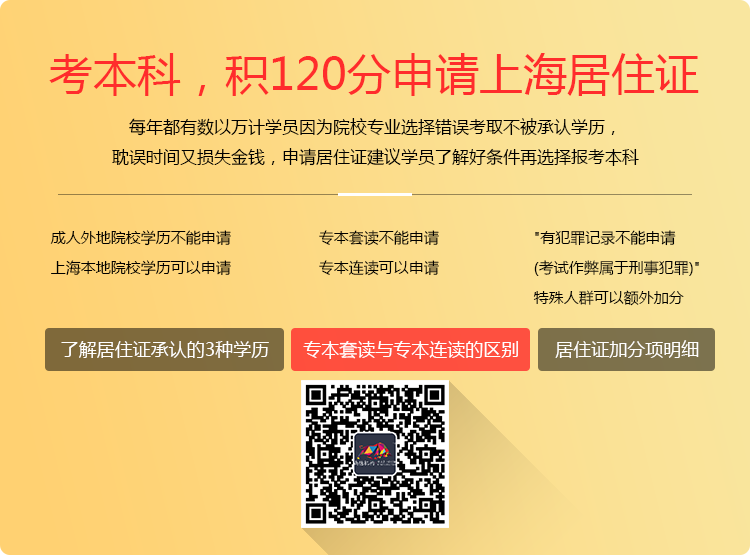 考本科，积120分申请上海居住证
每年都有数以万计学员因为院校专业选择错误考取不被承认学历，
耽误时间又损失金钱，申请居住证建议学员了解好条件再选择报考本科
成人外地院校学历不能申请
上海本地院校学历可以申请
专本套读不能申请
专本连读可以申请
"有犯罪记录不能申请
(考试作弊属于刑事犯罪)"
特殊人群可以额外加分
了解居住证承认的3种学历
专本套读与专本连读的区别
居住证加分项明细